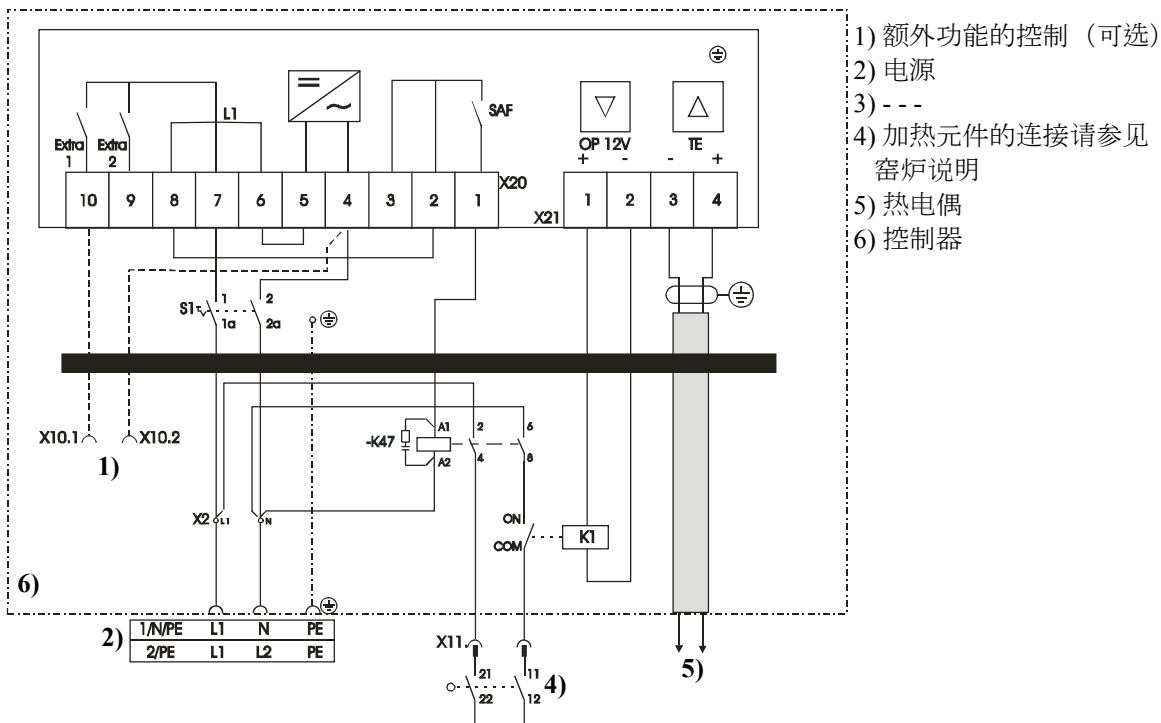 L1
SAF
Extra 1
Extra 2
OP 12V
+ -
TE
- +
X20
10 9 8 7 6 5 4 3 2 1
X21
1 2 3 4
S1
1 2
1a 2a
X10.1
X10.2
1)
-K47
A1
A2
2
4
6
8
X2
L1
N
ON
COM
K1
6)
2)
1/N/PE L1 N PE
2/PE L1 L2 PE
X11.
21
22
11
12
4)
5)
1) 额外功能的控制（可选）
2) 电源
3) - - -
4) 加热元件的连接请参见
窑炉说明
5) 热电偶
6) 控制器